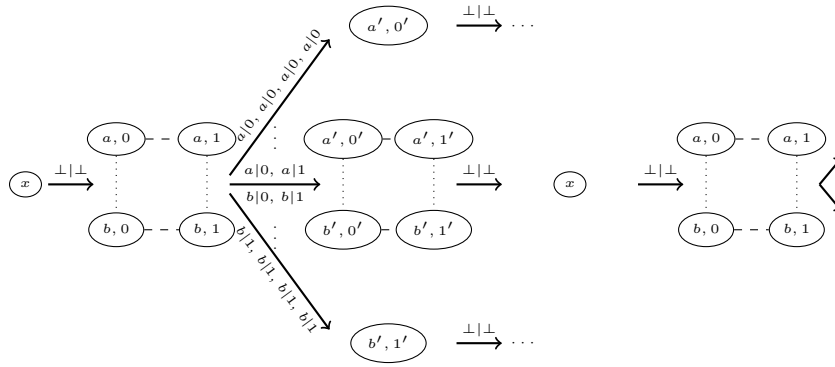 a′, 0′
⊥|⊥
· · ·
a|0, a|0, a|0, a|0
a, 0
a, 1
a′, 0′
a′, 1′
a, 0
a, 1
x
⊥|⊥
a|0, a|1
b|0, b|1
⊥|⊥
x
⊥|⊥
b, 0
b, 1
b′, 0′
b′, 1′
b, 0
b, 1
b|1, b|1, b|1, b|1
b′, 1′
⊥|⊥
· · ·